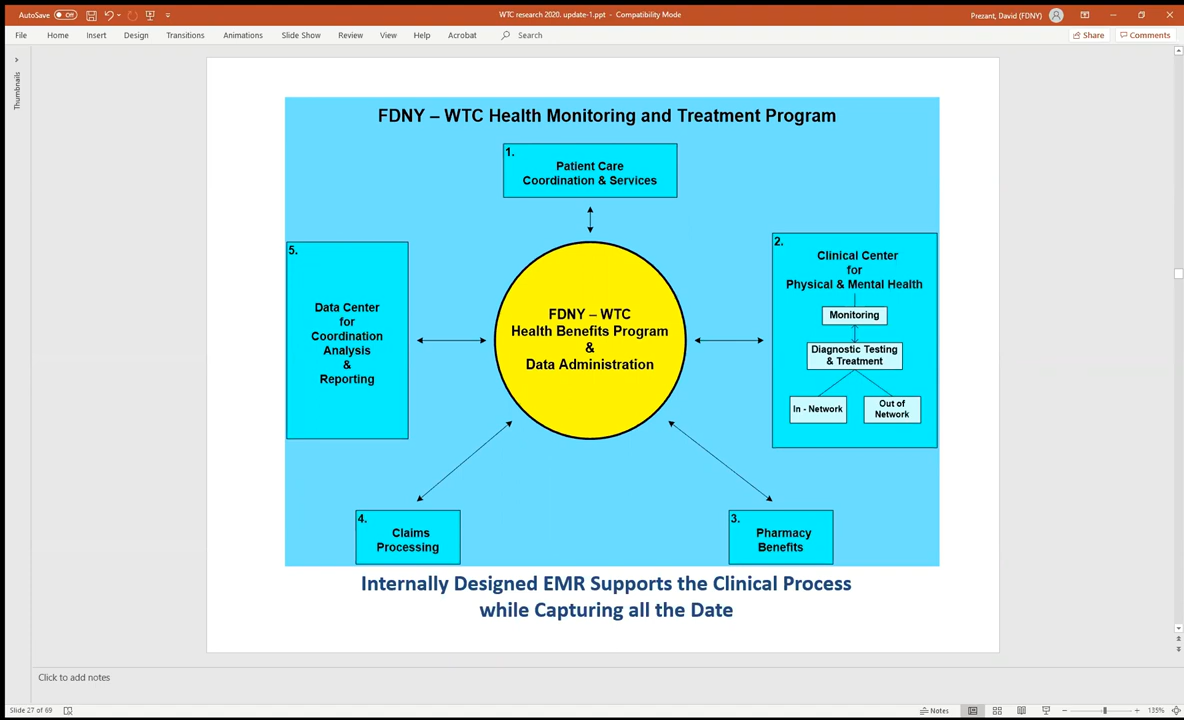 AutoSave Off
WTC research 2020. update-1.ppt - Compatibility Mode
Prezant, David (FDNY)
File Home Insert Design Transitions Animations Slide Show Review View Help Acrobat Search
Share Comments
Thumbnails
FDNY – WTC Health Monitoring and Treatment Program
1.
Patient Care
Coordination & Services
5.
Data Center
for
Coordination
Analysis
&
Reporting
FDNY – WTC
Health Benefits Program
&
Data Administration
2.
Clinical Center
for
Physical & Mental Health
Monitoring
Diagnostic Testing
& Treatment
In - Network
Out of
Network
4.
Claims
Processing
3.
Pharmacy
Benefits
Internally Designed EMR Supports the Clinical Process
while Capturing all the Date
Click to add notes
Slide 27 of 69
Notes
135%